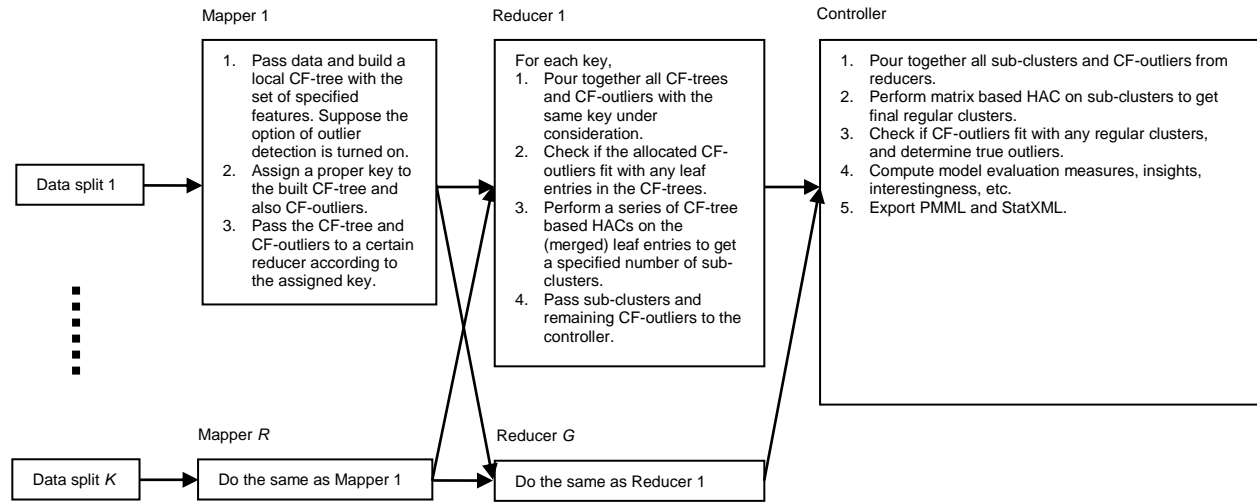 Mapper 1
Reducer 1
Controller
Data split 1
1. Pass data and build a
local CF-tree with the
set of specified
features. Suppose the
option of outlier
detection is turned on.
2. Assign a proper key to
the built CF-tree and
also CF-outliers.
3. Pass the CF-tree and
CF-outliers to a certain
reducer according to
the assigned key.
For each key,
1. Pour together all CF-trees
and CF-outliers with the
same key under
consideration.
2. Check if the allocated CF-
outliers fit with any leaf
entries in the CF-trees.
3. Perform a series of CF-tree
based HACs on the
(merged) leaf entries to get
a specified number of sub-
clusters.
4. Pass sub-clusters and
remaining CF-outliers to the
controller.
1. Pour together all sub-clusters and CF-outliers from
reducers.
2. Perform matrix based HAC on sub-clusters to get
final regular clusters.
3. Check if CF-outliers fit with any regular clusters,
and determine true outliers.
4. Compute model evaluation measures, insights,
interestingness, etc.
5. Export PMML and StatXML.
Mapper R
Reducer G
Data split K
Do the same as Mapper 1
Do the same as Reducer 1